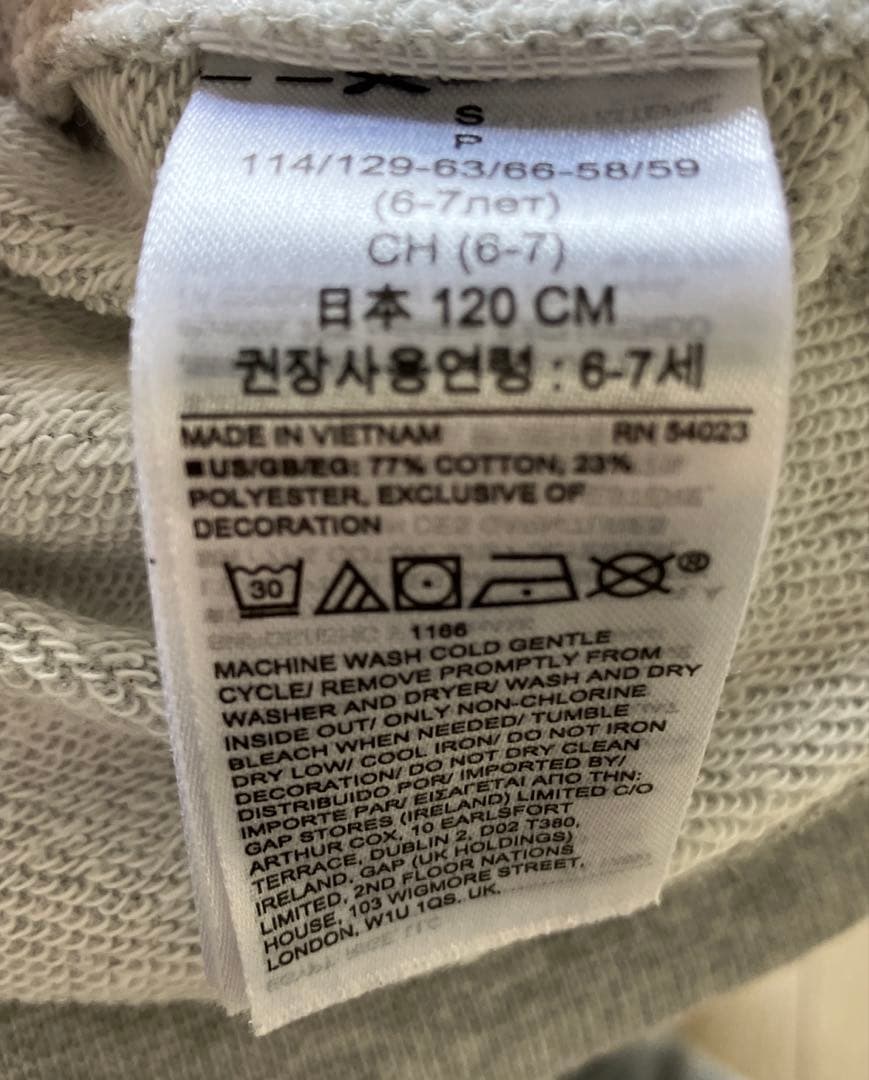 S
P
114/129-63/66-58/59
(6-7лет)
CH (6-7)
日本 120 CM
권장사용연령 : 6-7세
MADE IN VIETNAM RN 54023
■US/GB/EG: 77% COTTON, 23%
POLYESTER, EXCLUSIVE OF
DECORATION
30 ®
1166
MACHINE WASH COLD GENTLE
CYCLE/ REMOVE PROMPTLY FROM
WASHER AND DRYER/ WASH AND DRY
INSIDE OUT/ ONLY NON-CHLORINE
BLEACH WHEN NEEDED/ TUMBLE
DRY LOW/ COOL IRON/ DO NOT IRON
DECORATION/ DO NOT DRY CLEAN
DISTRIBUIDO POR/ IMPORTED BY/
IMPORTE PAR/ ΕΙΣΑΓΕΤΑΙ ΑΠΟ ΤΗΝ:
GAP STORES (IRELAND) LIMITED C/O
ARTHUR COX, 10 EARLSFORT
TERRACE, DUBLIN 2, D02 T380,
IRELAND, GAP (UK HOLDINGS)
LIMITED, 2ND FLOOR NATIONS
HOUSE, 103 WIGMORE STREET,
LONDON, W1U 1QS, UK,